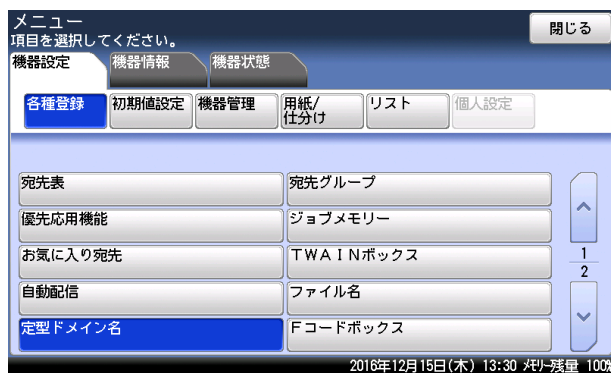 メニュー
項目を選択してください。
閉じる
機器設定
機器情報
機器状態
各種登録
初期値設定
機器管理
用紙/
仕分け
リスト
個人設定
宛先表
宛先グループ
優先応用機能
ジョブメモリー
お気に入り宛先
TWAINボックス
1
2
自動配信
ファイル名
定型ドメイン名
Fコードボックス
2016年12月15日(木) 13:30 メモリー残量 100%